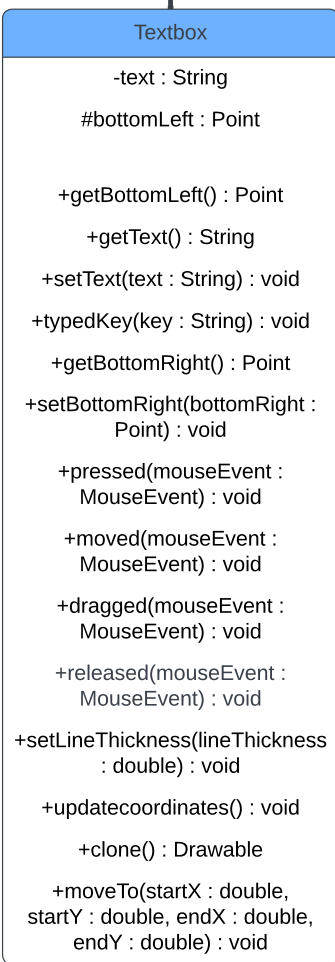 Textbox
-text : String
#bottomLeft : Point
+getBottomLeft() : Point
+getText() : String
+setText(text : String) : void
+typedKey(key : String) : void
+getBottomRight() : Point
+setBottomRight(bottomRight :
Point) : void
+pressed(mouseEvent :
MouseEvent) : void
+moved(mouseEvent :
MouseEvent) : void
+dragged(mouseEvent :
MouseEvent) : void
+released(mouseEvent :
MouseEvent) : void
+setLineThickness(lineThickness
: double) : void
+updatecoordinates() : void
+clone() : Drawable
+moveTo(startX : double,
startY : double, endX : double,
endY : double) : void